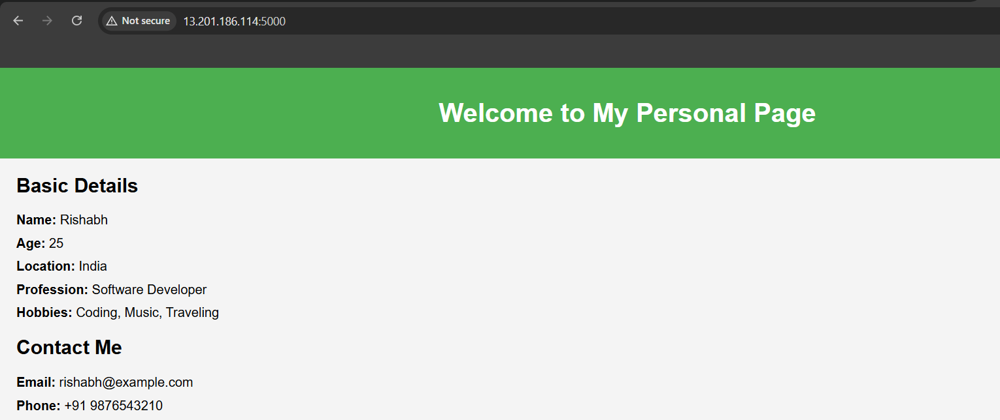 Not secure 13.201.186.114:5000
Welcome to My Personal Page
Basic Details
Name: Rishabh
Age: 25
Location: India
Profession: Software Developer
Hobbies: Coding, Music, Traveling
Contact Me
Email: rishabh@example.com
Phone: +91 9876543210